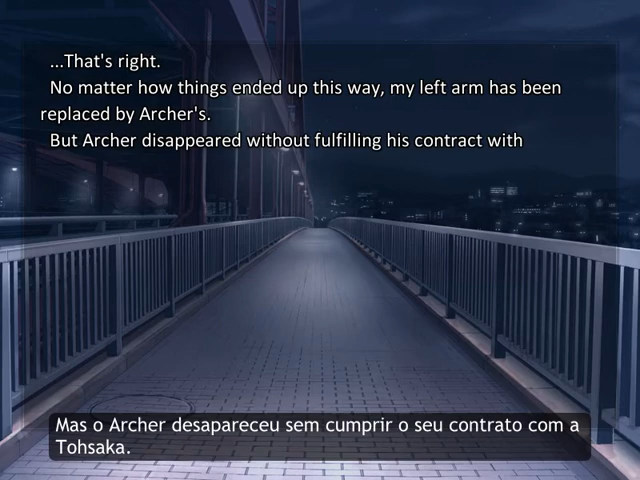 ...That's right.
No matter how things ended up this way, my left arm has been
replaced by Archer's.
But Archer disappeared without fulfilling his contract with
Mas o Archer desapareceu sem cumprir o seu contrato com a
Tohsaka.